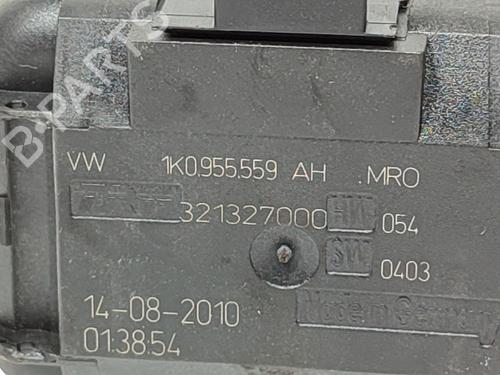 B-PARTS
VW 1K0.955.559 AH .MRO
321327000 HW 054
SW 0403
14-08-2010
01:38:54
Made in Germany